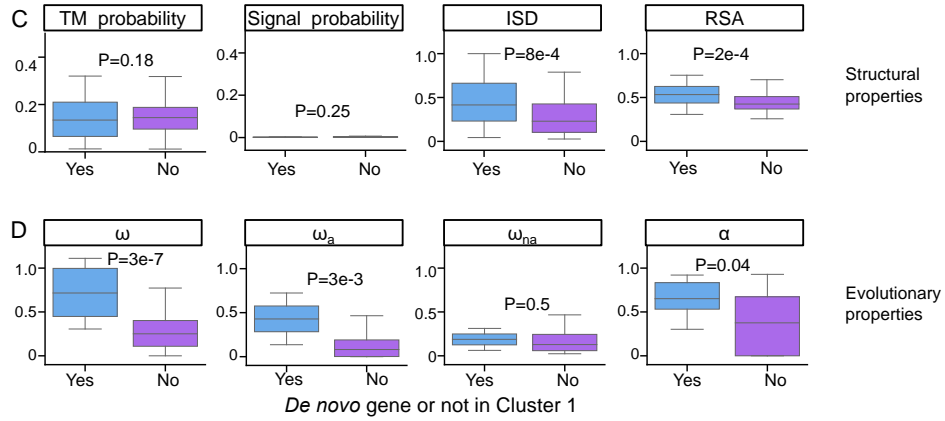 C
TM probability
Signal probability
ISD
RSA
0.4
0.2
0
P=0.18
Yes
No
0.4
0.2
0
P=0.25
Yes
No
1.0
0.5
0
P=8e-4
Yes
No
1.0
0.5
0
P=2e-4
Yes
No
Structural
properties
D
ω
ωa
ωna
α
1.0
0.5
0
P=3e-7
Yes
No
1.0
0.5
0
P=3e-3
Yes
No
1.0
0.5
0
P=0.5
Yes
No
1.0
0.5
0
P=0.04
Yes
No
Evolutionary
properties
De novo gene or not in Cluster 1